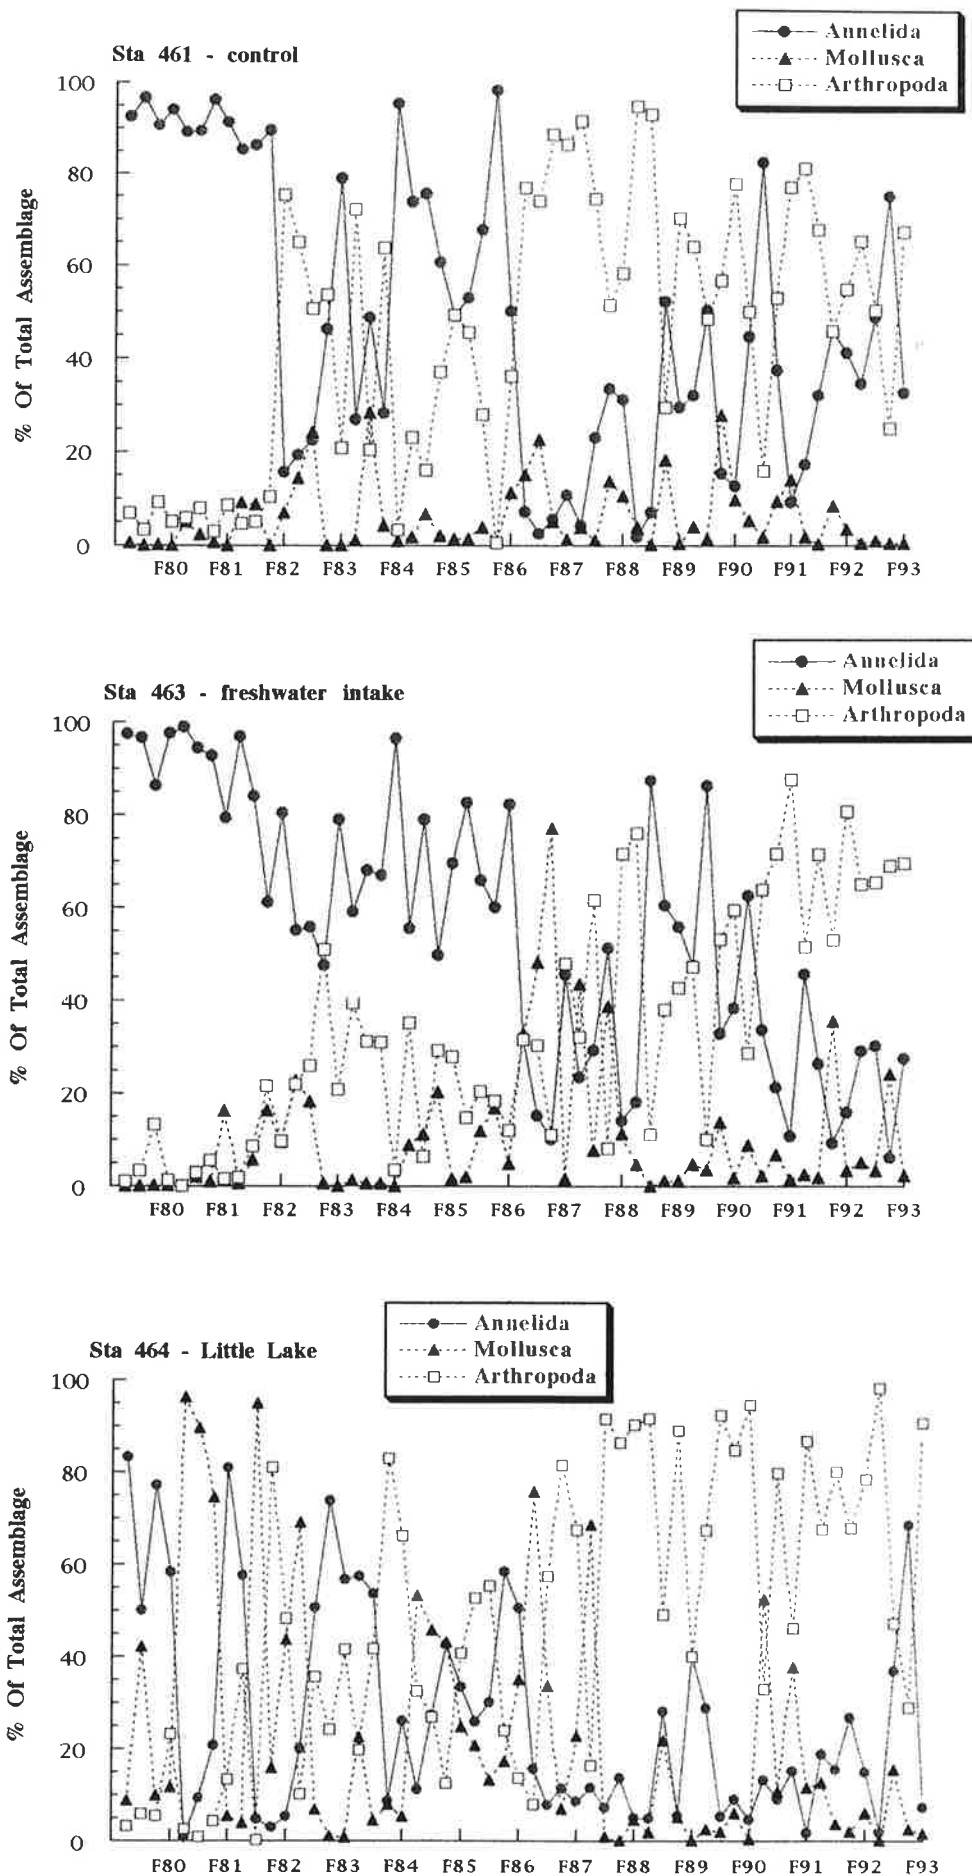 Sta 461 - control
Annelida
Mollusca
Arthropoda
% Of Total Assemblage
100
80
60
40
20
0
F80 F81 F82 F83 F84 F85 F86 F87 F88 F89 F90 F91 F92 F93
Sta 463 - freshwater intake
Annelida
Mollusca
Arthropoda
% Of Total Assemblage
100
80
60
40
20
0
F80 F81 F82 F83 F84 F85 F86 F87 F88 F89 F90 F91 F92 F93
Sta 464 - Little Lake
Annelida
Mollusca
Arthropoda
% Of Total Assemblage
100
80
60
40
20
0
F80 F81 F82 F83 F84 F85 F86 F87 F88 F89 F90 F91 F92 F93